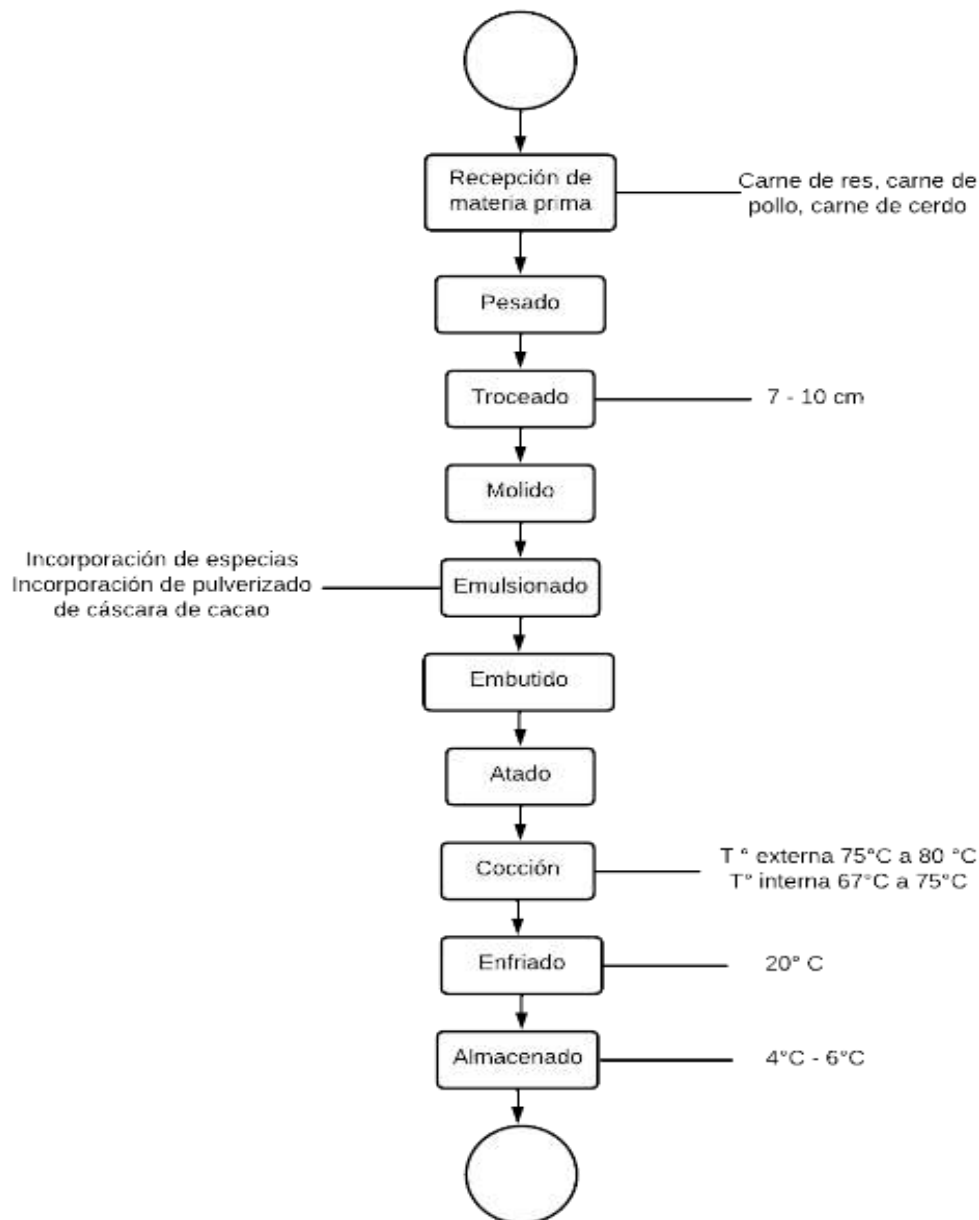 Recepción de
materia prima
Carne de res, carne de
pollo, carne de cerdo
Pesado
Troceado
7 - 10 cm
Molido
Incorporación de especias
Incorporación de pulverizado
de cáscara de cacao
Emulsionado
Embutido
Atado
Cocción
T ° externa 75°C a 80 °C
T° interna 67°C a 75°C
Enfriado
20° C
Almacenado
4°C - 6°C